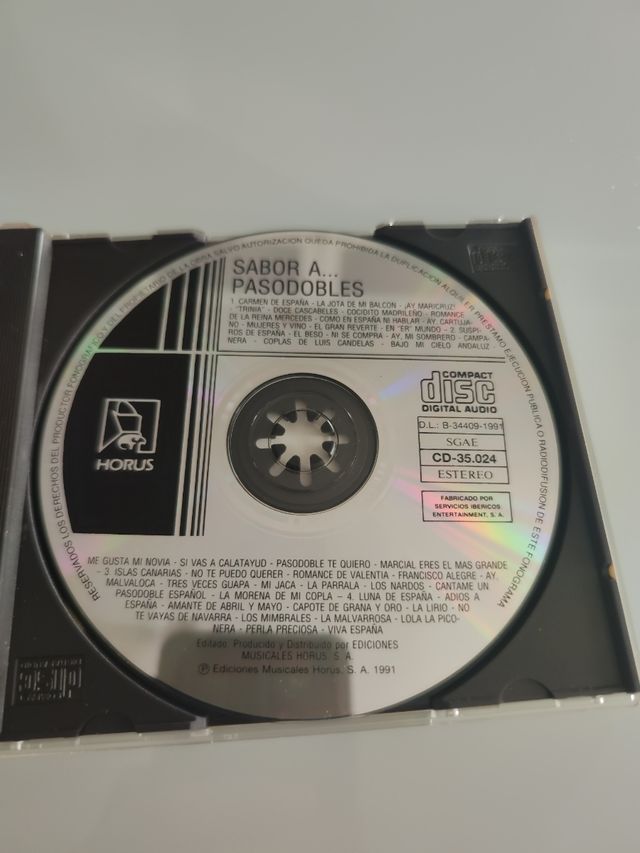 RESERVADOS LOS DERECHOS DEL PRODUCTOR FONOGRAFICO Y DEL PROPIETARIO DE LA OBRA SALVO AUTORIZACION QUEDA PROHIBIDA LA DUPLICACION ALQUILER PRESTAMO EJECUCION PUBLICA O RADIODIFUSION DE ESTE FONOGRAMA
SABOR A...
PASODOBLES
1. CARMEN DE ESPAÑA - LA JOTA DE MI BALCON - ¡AY MARICRUZ! -
"TRINIA" - DOCE CASCABELES - COCIDITO MADRILEÑO - ROMANCE
DE LA REINA MERCEDES - COMO EN ESPAÑA NI HABLAR - AY, CARTUJA-
NO - MUJERES Y VINO - EL GRAN REVERTE - EN "ER" MUNDO - 2. SUSPI-
ROS DE ESPAÑA - EL BESO - NI SE COMPRA - AY, MI SOMBRERO - CAMPA-
NERA - COPLAS DE LUIS CANDELAS - BAJO MI CIELO ANDALUZ
HORUS
COMPACT
disc
DIGITAL AUDIO
D.L.: B-34409-1991
SGAE
CD-35.024
ESTEREO
FABRICADO POR
SERVICIOS IBERICOS
ENTERTAINMENT, S. A.
ME GUSTA MI NOVIA - SI VAS A CALATAYUD - PASODOBLE TE QUIERO - MARCIAL ERES EL MAS GRANDE
- 3. ISLAS CANARIAS - NO TE PUEDO QUERER - ROMANCE DE VALENTIA - FRANCISCO ALEGRE - AY,
MALVALOCA - TRES VECES GUAPA - MI JACA - LA PARRALA - LOS NARDOS - CANTAME UN
PASODOBLE ESPAÑOL - LA MORENA DE MI COPLA - 4. LUNA DE ESPAÑA - ADIOS A
ESPAÑA - AMANTE DE ABRIL Y MAYO - CAPOTE DE GRANA Y ORO - LA LIRIO - NO
TE VAYAS DE NAVARRA - LOS MIMBRALES - LA MALVARROSA - LOLA LA PICO-
NERA - PERLA PRECIOSA - VIVA ESPAÑA
Editado, Producido y Distribuido por EDICIONES
MUSICALES HORUS, S. A.
Ⓟ Ediciones Musicales Horus, S. A. 1991
disc